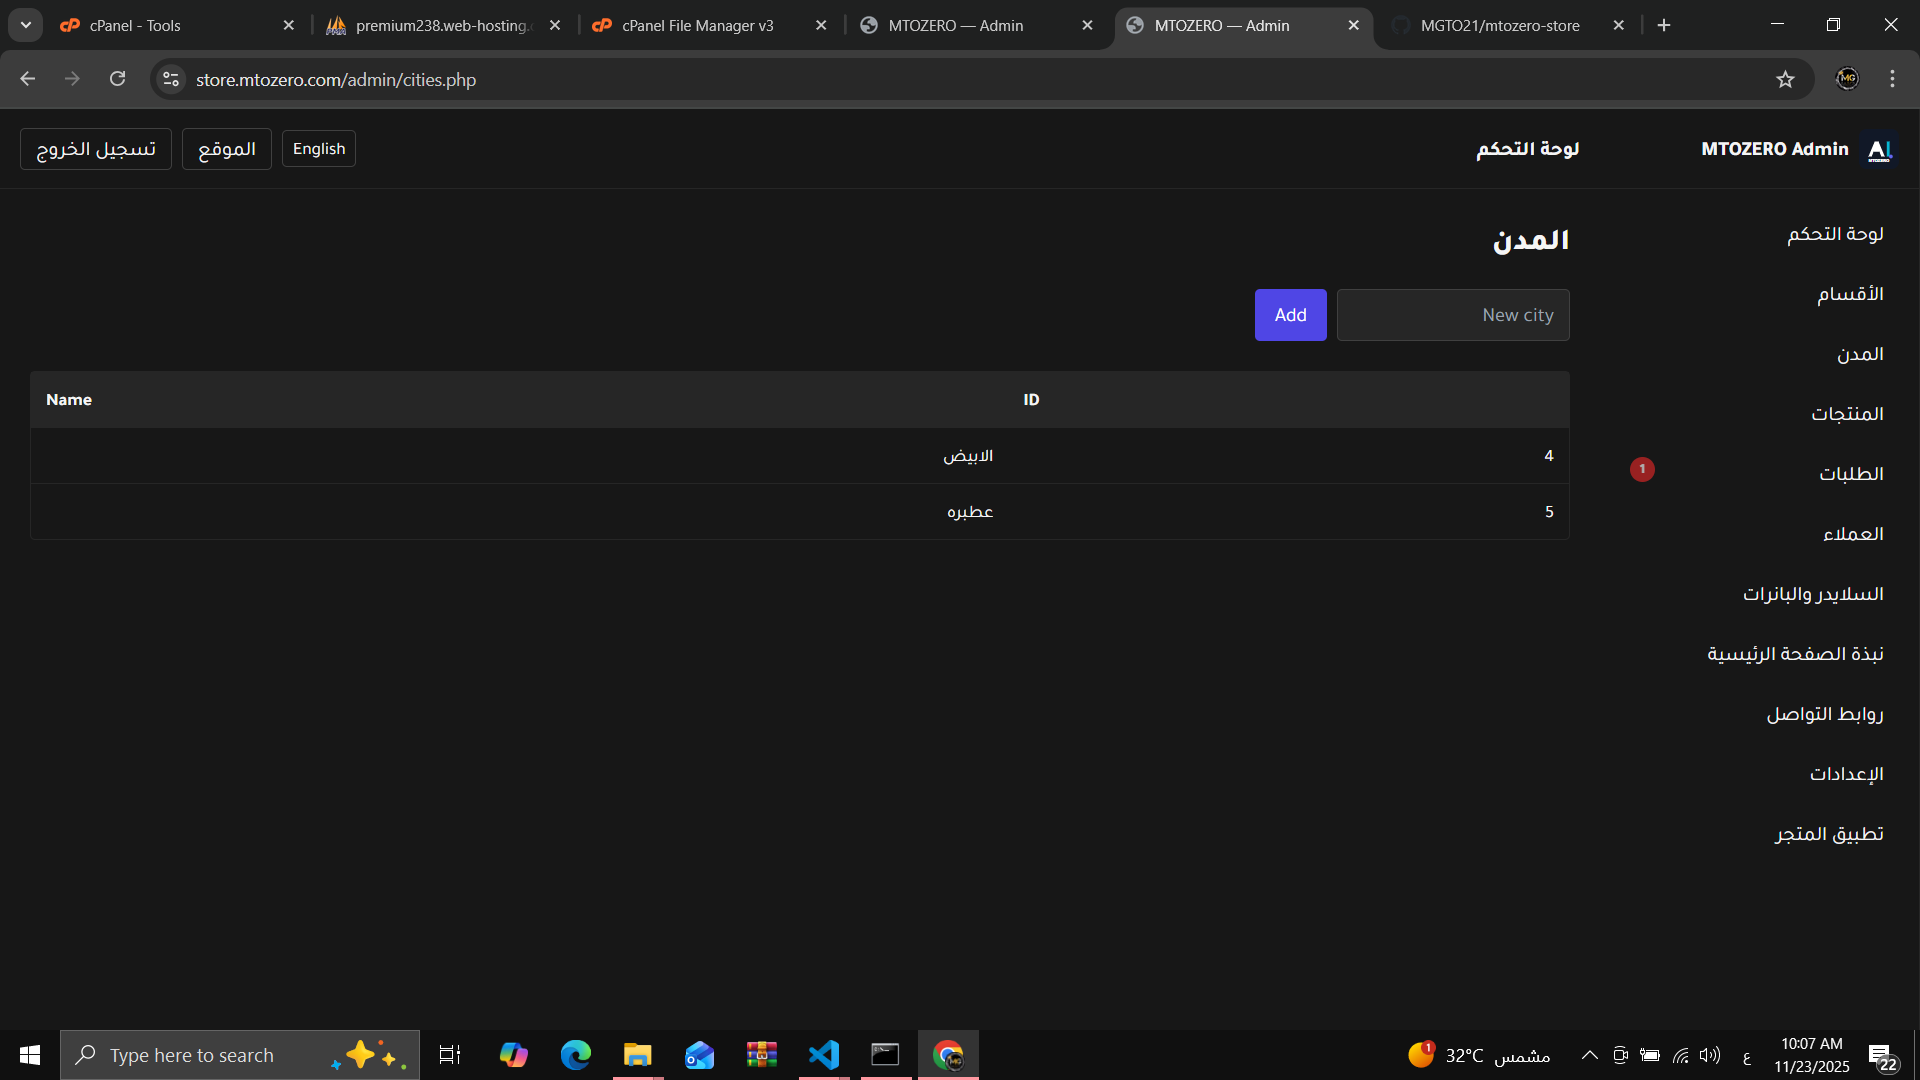 cPanel - Tools
premium238.web-hosting.
cPanel File Manager v3
MTOZERO — Admin
MTOZERO — Admin
MGTO21/mtozero-store
store.mtozero.com/admin/cities.php
MTOZERO Admin
لوحة التحكم
English
الموقع
تسجيل الخروج
لوحة التحكم
الأقسام
المدن
المنتجات
الطلبات
1
العملاء
السلايدر والبانرات
نبذة الصفحة الرئيسية
روابط التواصل
الإعدادات
تطبيق المتجر
المدن
New city
Add
ID
Name
4
الابيض
5
عطبره
Type here to search
1
32°C مشمس
ع
10:07 AM
11/23/2025
22